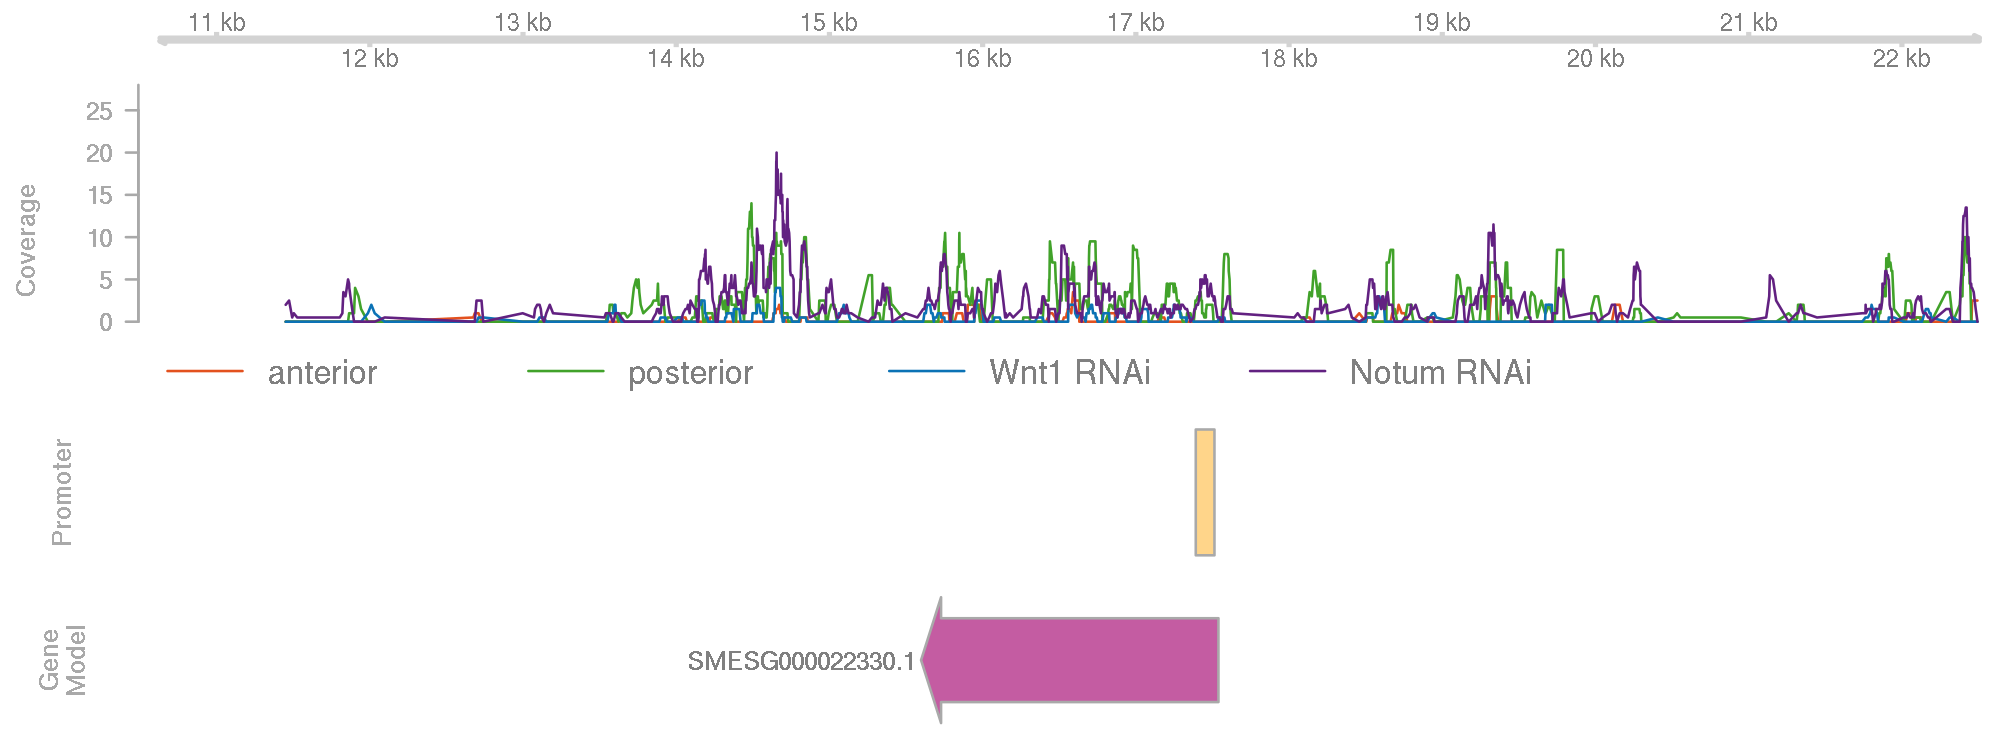 11 kb 13 kb 15 kb 17 kb 19 kb 21 kb
12 kb 14 kb 16 kb 18 kb 20 kb 22 kb
Coverage
25
20
15
10
5
0
anterior posterior Wnt1 RNAi Notum RNAi
Promoter
Gene
Model
SMESG000022330.1